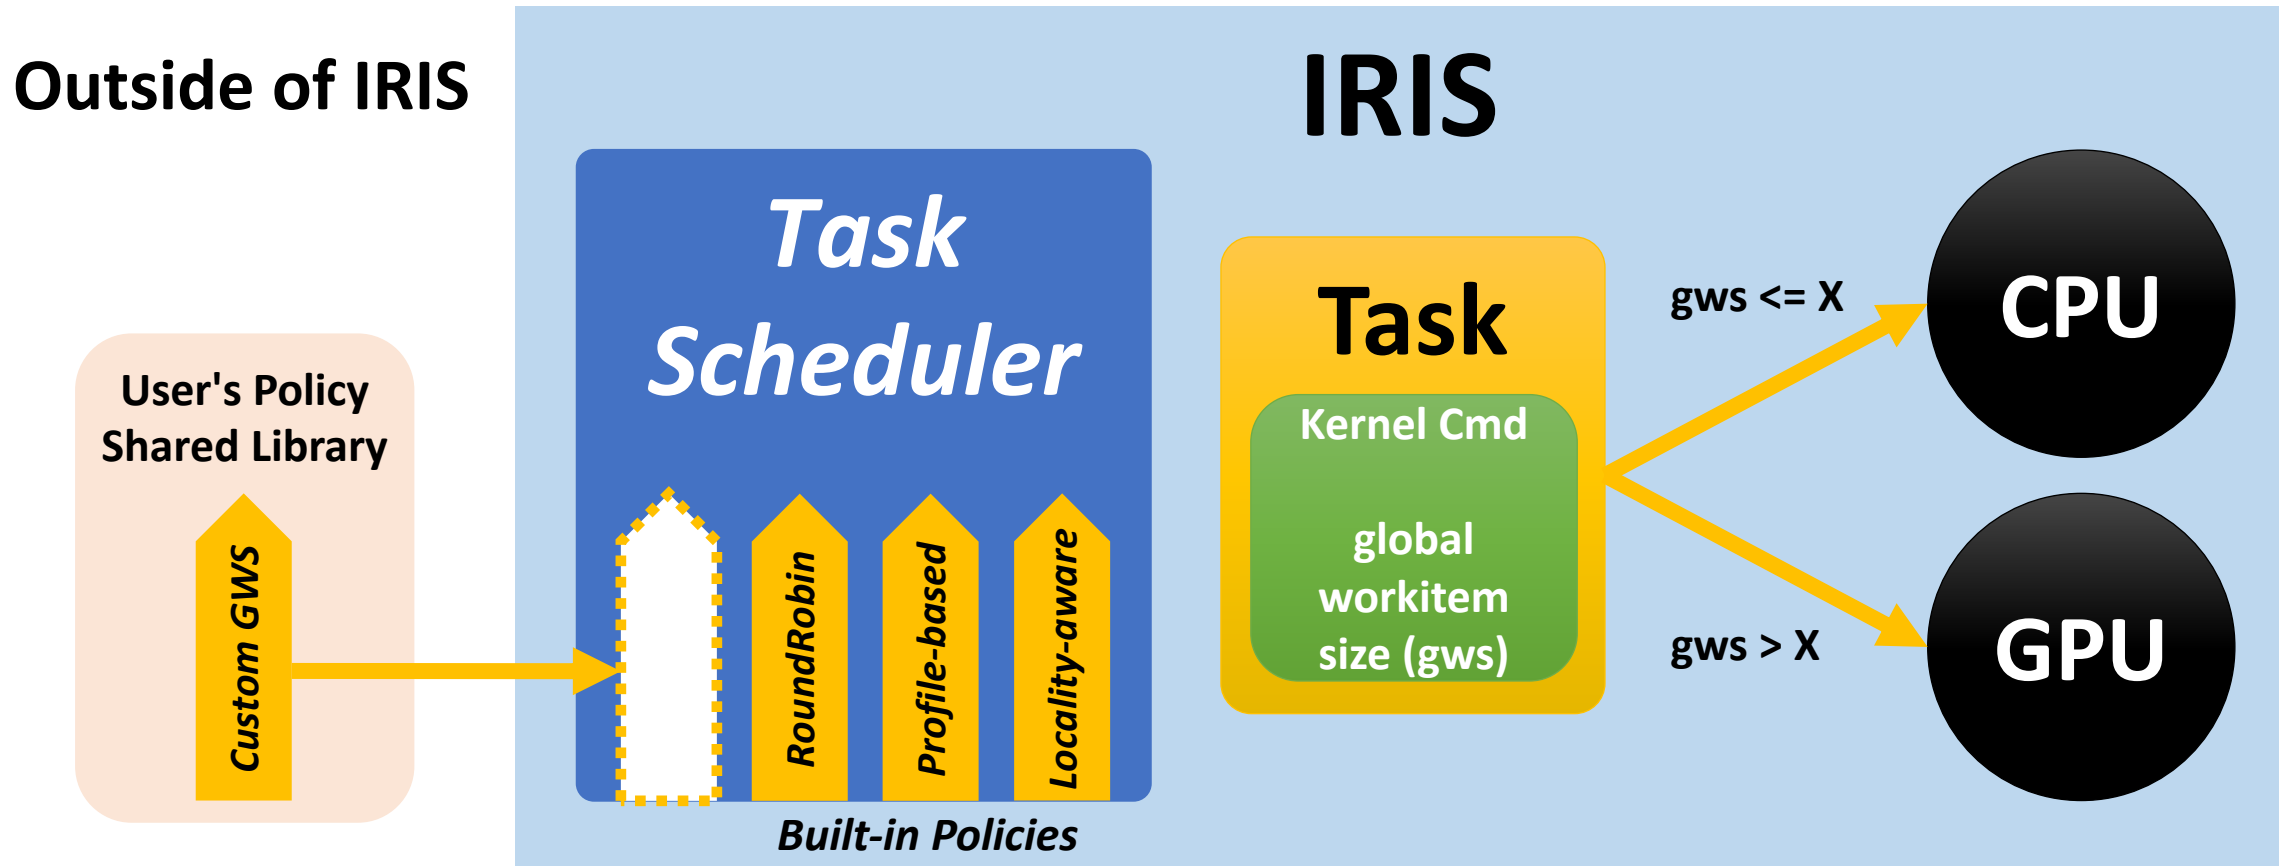 Outside of IRIS
IRIS
User's Policy
Shared Library
Custom GWS
Task
Scheduler
RoundRobin
Profile-based
Locality-aware
Built-in Policies
Task
Kernel Cmd
global
workitem
size (gws)
gws <= X
gws > X
CPU
GPU